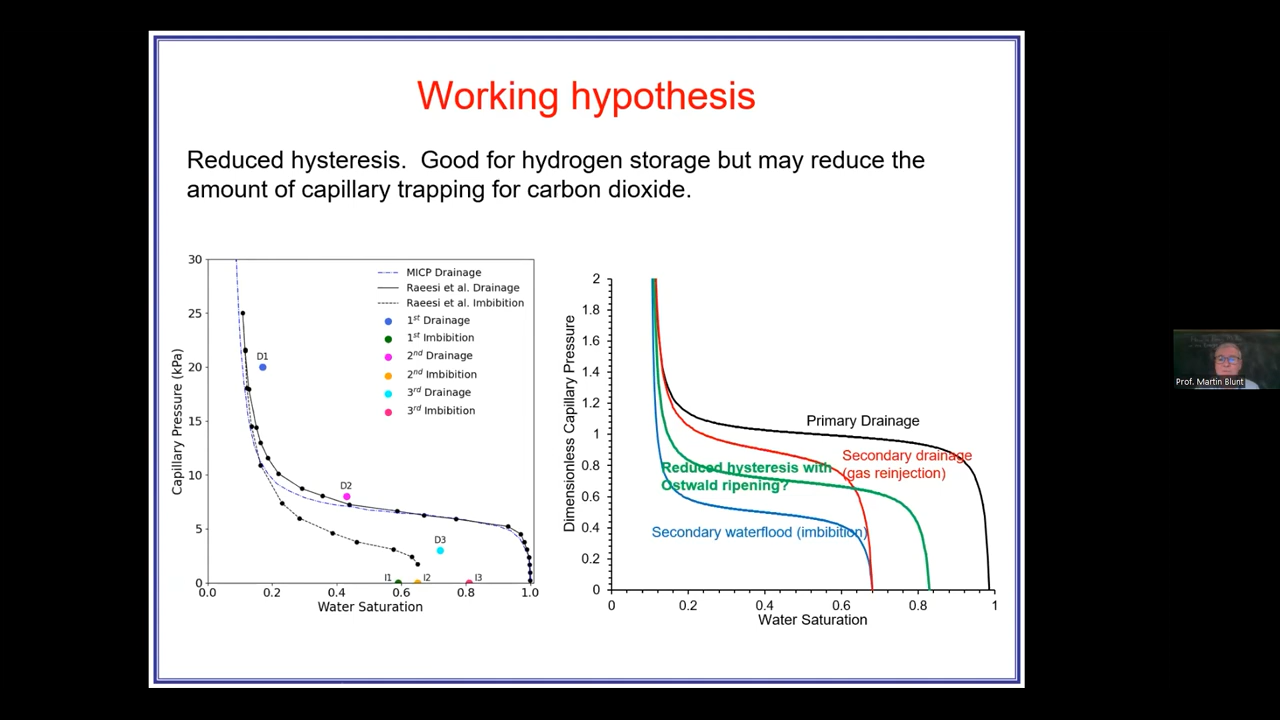 Working hypothesis
Reduced hysteresis. Good for hydrogen storage but may reduce the
amount of capillary trapping for carbon dioxide.
30
25
20
15
10
5
0
Capillary Pressure (kPa)
MICP Drainage
Raeesi et al. Drainage
Raeesi et al. Imbibition
1st Drainage
1st Imbibition
2nd Drainage
2nd Imbibition
3rd Drainage
3rd Imbibition
D1
D2
D3
I1
I2
I3
0.0 0.2 0.4 0.6 0.8 1.0
Water Saturation
2
1.8
1.6
1.4
1.2
1
0.8
0.6
0.4
0.2
0
Dimensionless Capillary Pressure
Primary Drainage
Secondary drainage
(gas reinjection)
Reduced hysteresis with
Ostwald ripening?
Secondary waterflood (imbibition)
0 0.2 0.4 0.6 0.8 1
Water Saturation
Prof. Martin Blunt